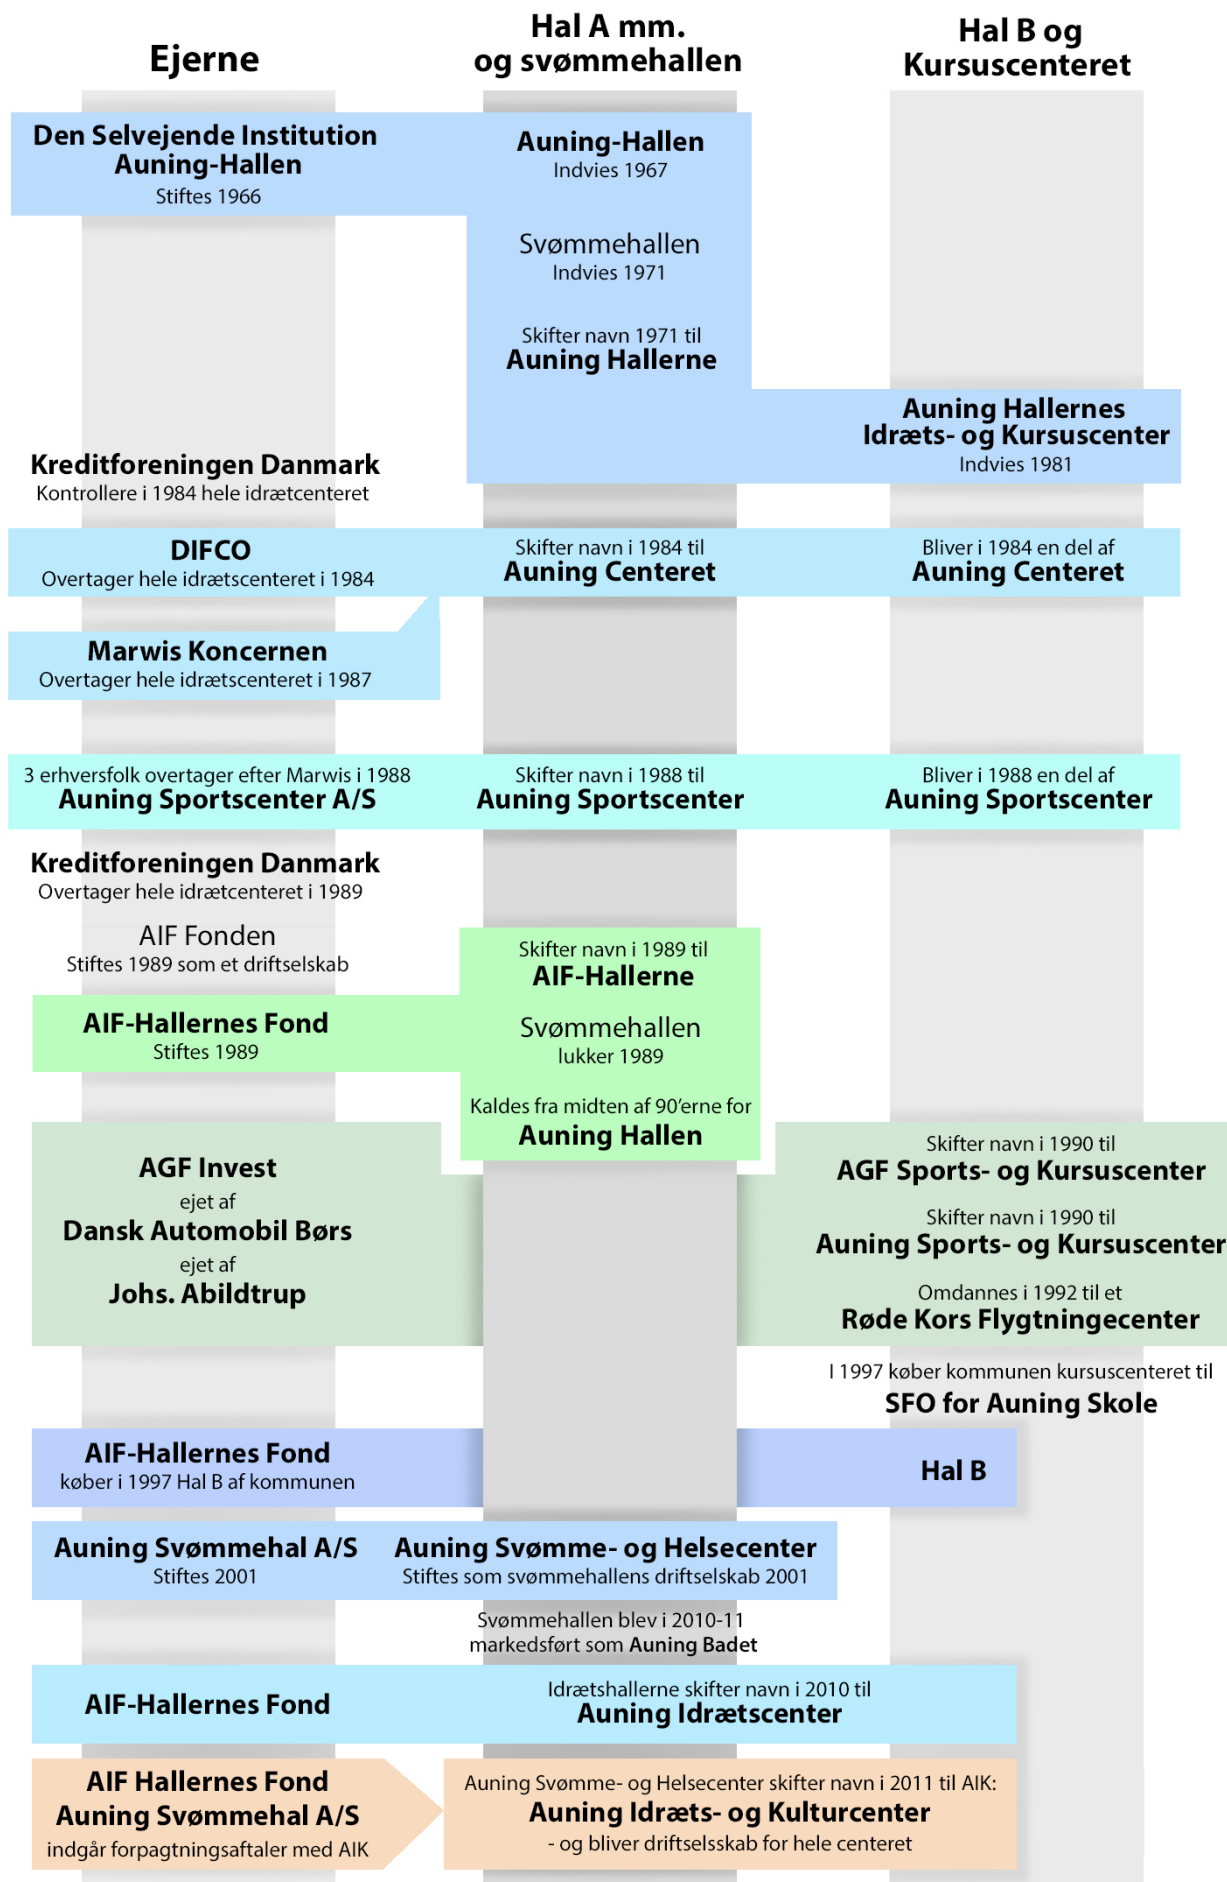 Ejerne
Hal A mm.
og svømmehallen
Hal B og
Kursuscenteret
Den Selvejende Institution
Auning-Hallen
Stiftes 1966
Auning-Hallen
Indvies 1967
Svømmehallen
Indvies 1971
Skifter navn 1971 til
Auning Hallerne
Auning Hallernes
Idræts- og Kursuscenter
Indvies 1981
Kreditforeningen Danmark
Kontrollere i 1984 hele idrætcenteret
DIFCO
Overtager hele idrætscenteret i 1984
Skifter navn i 1984 til
Auning Centeret
Bliver i 1984 en del af
Auning Centeret
Marwis Koncernen
Overtager hele idrætscenteret i 1987
3 erhversfolk overtager efter Marwis i 1988
Auning Sportscenter A/S
Skifter navn i 1988 til
Auning Sportscenter
Bliver i 1988 en del af
Auning Sportscenter
Kreditforeningen Danmark
Overtager hele idrætcenteret i 1989
AIF Fonden
Stiftes 1989 som et driftselskab
AIF-Hallernes Fond
Stiftes 1989
Skifter navn i 1989 til
AIF-Hallerne
Svømmehallen
lukker 1989
Kaldes fra midten af 90’erne for
Auning Hallen
AGF Invest
ejet af
Dansk Automobil Børs
ejet af
Johs. Abildtrup
Skifter navn i 1990 til
AGF Sports- og Kursuscenter
Skifter navn i 1990 til
Auning Sports- og Kursuscenter
Omdannes i 1992 til et
Røde Kors Flygtningecenter
I 1997 køber kommunen kursuscenteret til
SFO for Auning Skole
AIF-Hallernes Fond
køber i 1997 Hal B af kommunen
Hal B
Auning Svømmehal A/S
Stiftes 2001
Auning Svømme- og Helsecenter
Stiftes som svømmehallens driftselskab 2001
Svømmehallen blev i 2010-11
markedsført som Auning Badet
AIF-Hallernes Fond
Idrætshallerne skifter navn i 2010 til
Auning Idrætscenter
AIF Hallernes Fond
Auning Svømmehal A/S
indgår forpagtningsaftaler med AIK
Auning Svømme- og Helsecenter skifter navn i 2011 til AIK:
Auning Idræts- og Kulturcenter
- og bliver driftselsskab for hele centeret